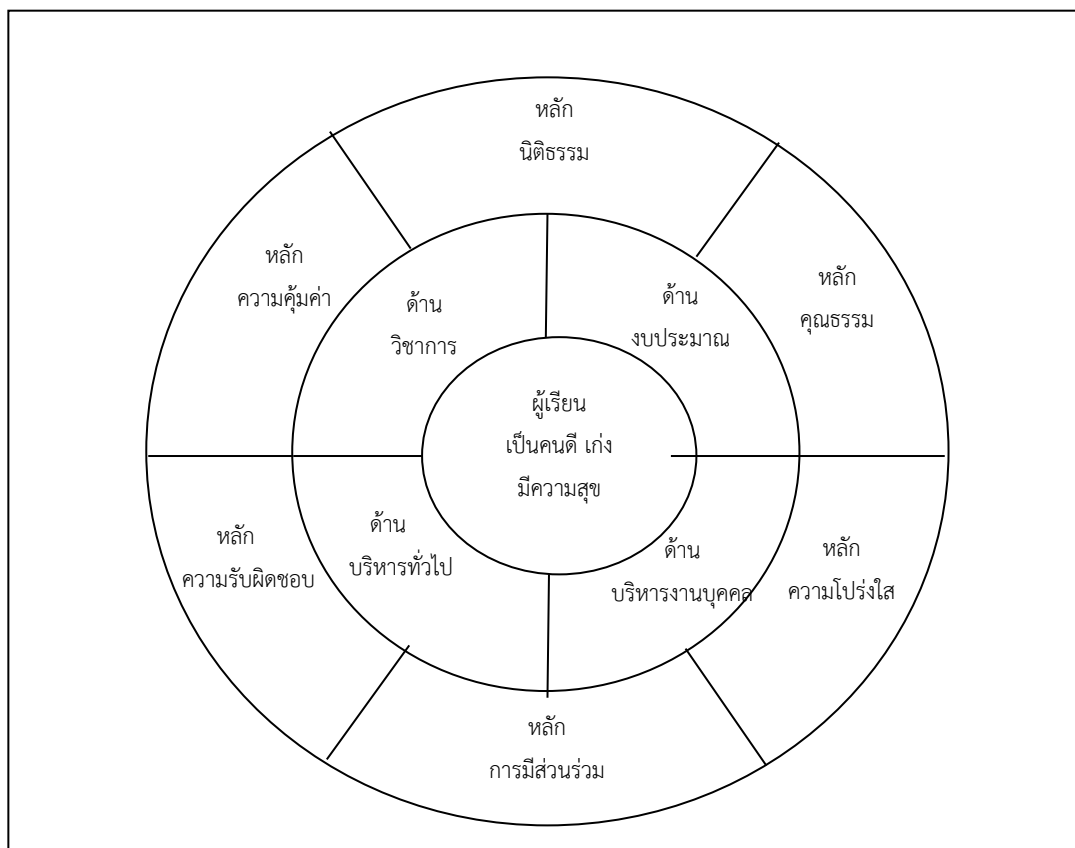 หลัก
นิติธรรม
หลัก
ความคุ้มค่า
หลัก
คุณธรรม
ด้าน
วิชาการ
ด้าน
งบประมาณ
ผู้เรียน
เป็นคนดี เก่ง
มีความสุข
หลัก
ความรับผิดชอบ
ด้าน
บริหารทั่วไป
ด้าน
บริหารงานบุคคล
หลัก
ความโปร่งใส
หลัก
การมีส่วนร่วม